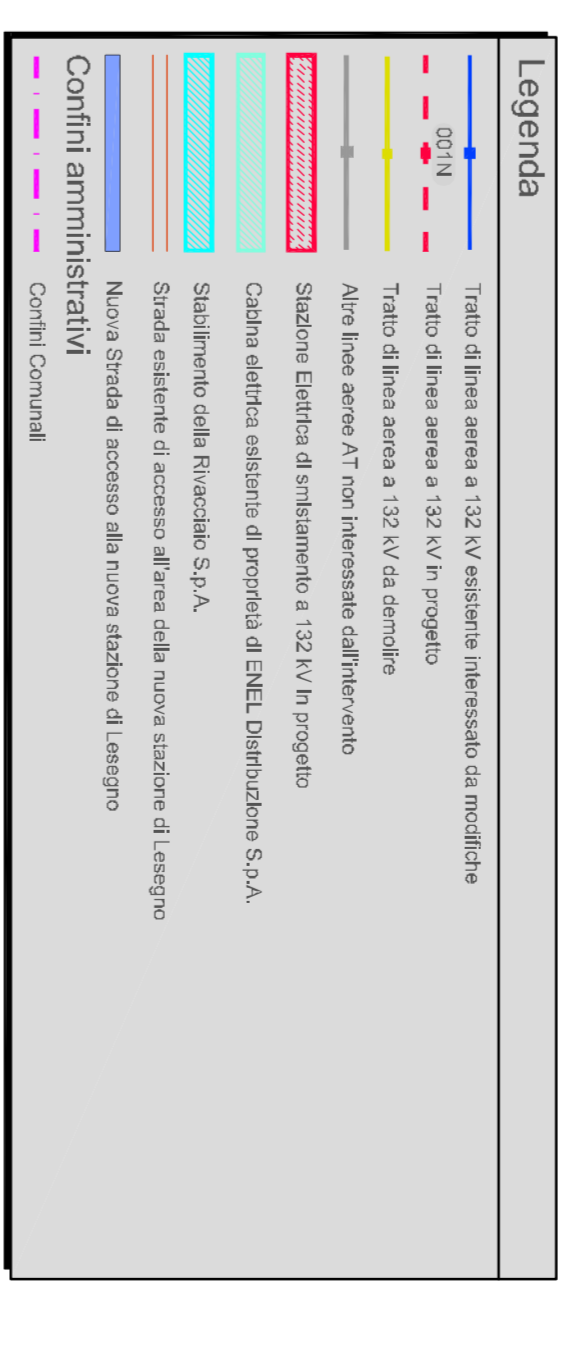 Legenda
Tratto di linea aerea a 132 kV esistente interessato da modifiche
001N
Tratto di linea aerea a 132 kV in progetto
Tratto di linea aerea a 132 kV da demolire
Altre linee aeree AT non interessate dall'intervento
Stazione Elettrica di smistamento a 132 kV in progetto
Cabina elettrica esistente di proprietà di ENEL Distribuzione S.p.A.
Stabilimento della Rivacciaio S.p.A.
Strada esistente di accesso all'area della nuova stazione di Lesegno
Nuova Strada di accesso alla nuova stazione di Lesegno
Confini amministrativi
Confini Comunali